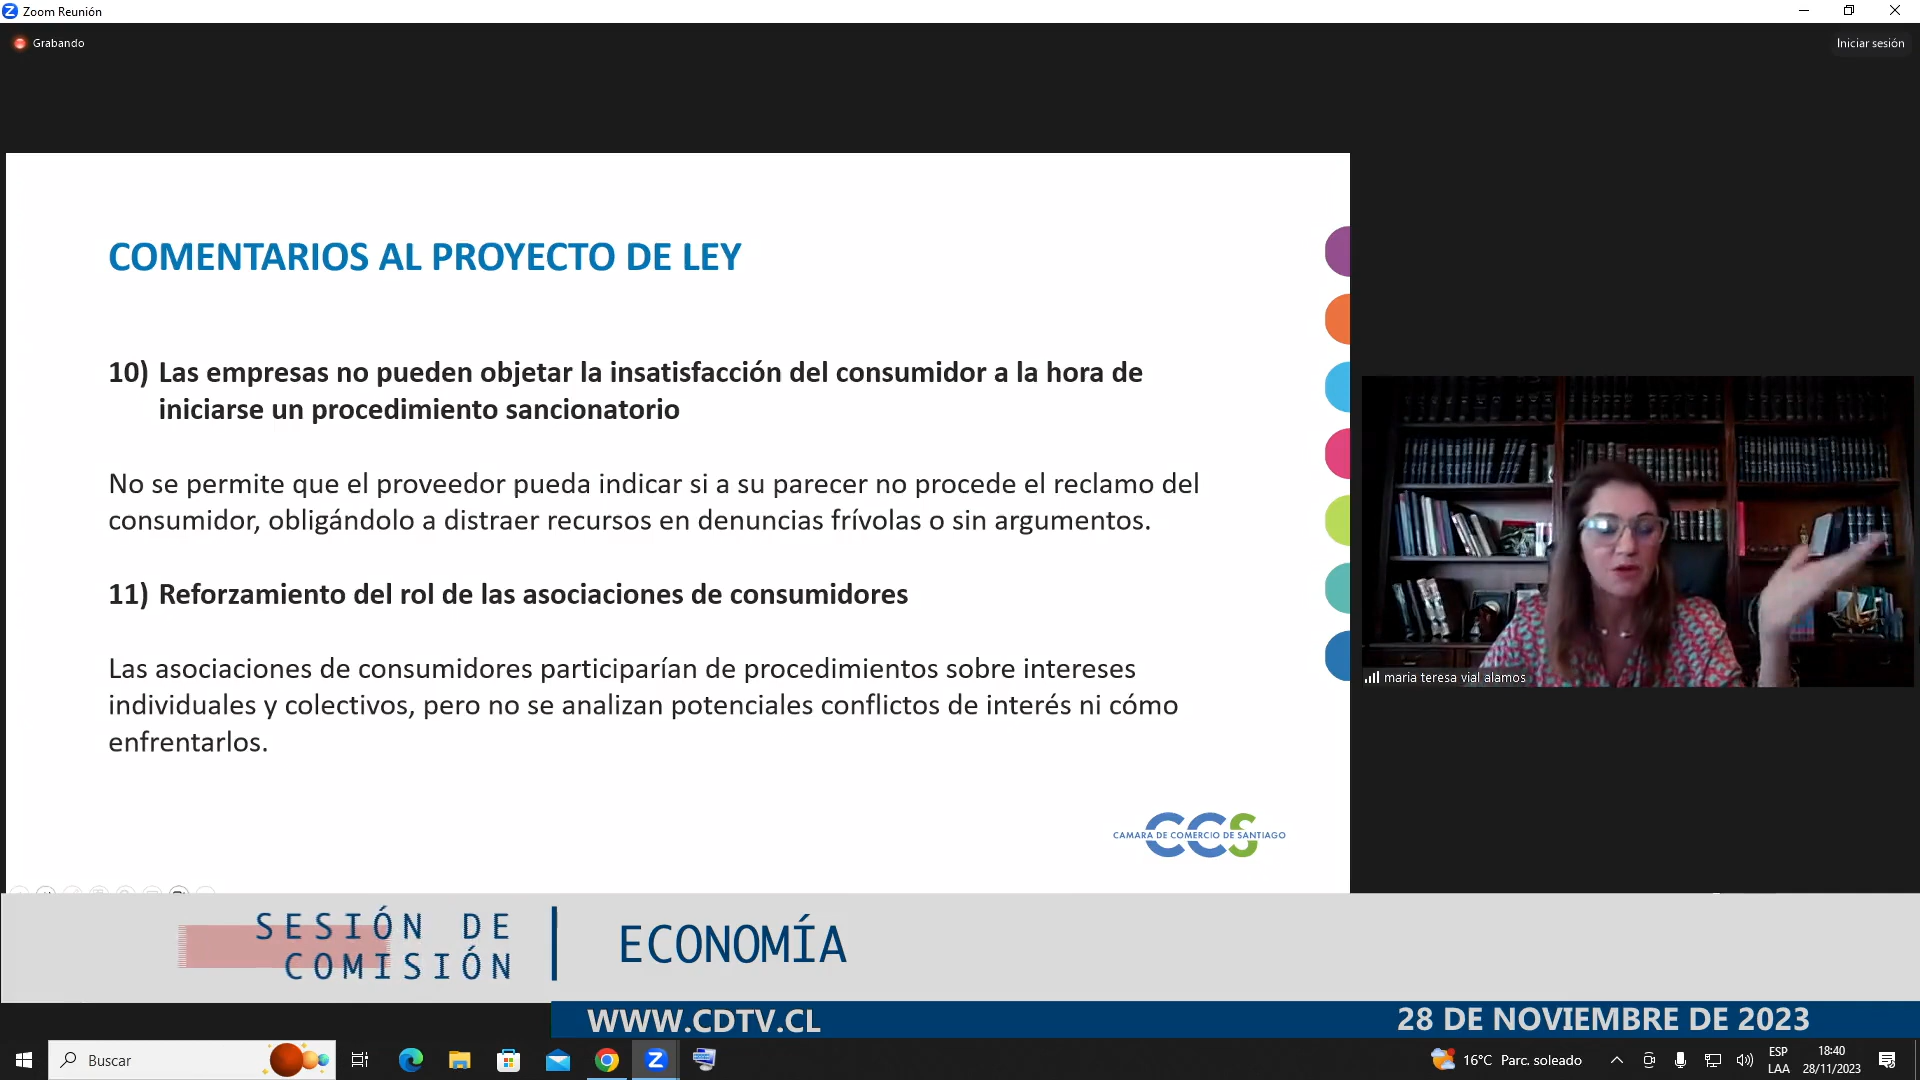 Zoom Reunión
Grabando
Iniciar sesión
COMENTARIOS AL PROYECTO DE LEY
10) Las empresas no pueden objetar la insatisfacción del consumidor a la hora de
iniciarse un procedimiento sancionatorio
No se permite que el proveedor pueda indicar si a su parecer no procede el reclamo del
consumidor, obligándolo a distraer recursos en denuncias frívolas o sin argumentos.
11) Reforzamiento del rol de las asociaciones de consumidores
Las asociaciones de consumidores participarían de procedimientos sobre intereses
individuales y colectivos, pero no se analizan potenciales conflictos de interés ni cómo
enfrentarlos.
CCS
CAMARA DE COMERCIO DE SANTIAGO
maria teresa vial alamos
SESIÓN DE
COMISIÓN
ECONOMÍA
WWW.CDTV.CL
28 DE NOVIEMBRE DE 2023
Buscar
16°C Parc. soleado
ESP
LAA
18:40
28/11/2023